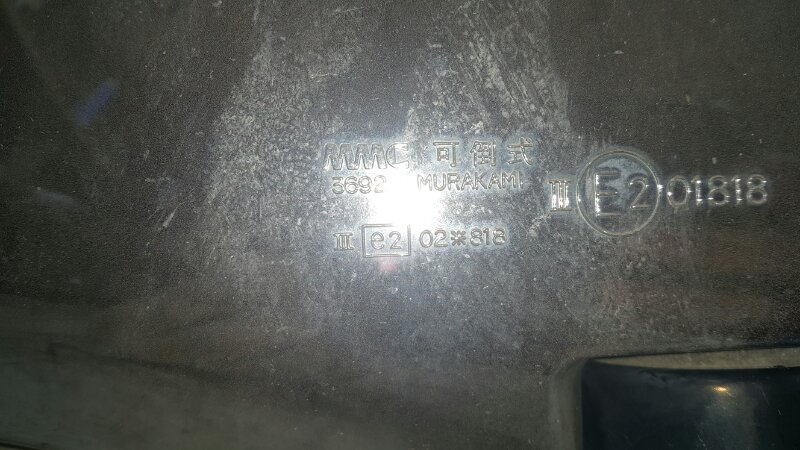 MMC 可倒式
3692 MURAKAMI
III E2 01818
III e2 02*818